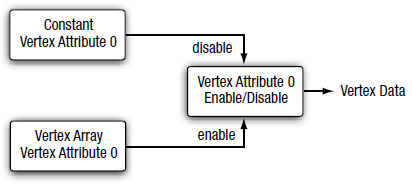 Constant
Vertex Attribute 0
disable
Vertex Attribute 0
Enable/Disable
Vertex Data
Vertex Array
Vertex Attribute 0
enable